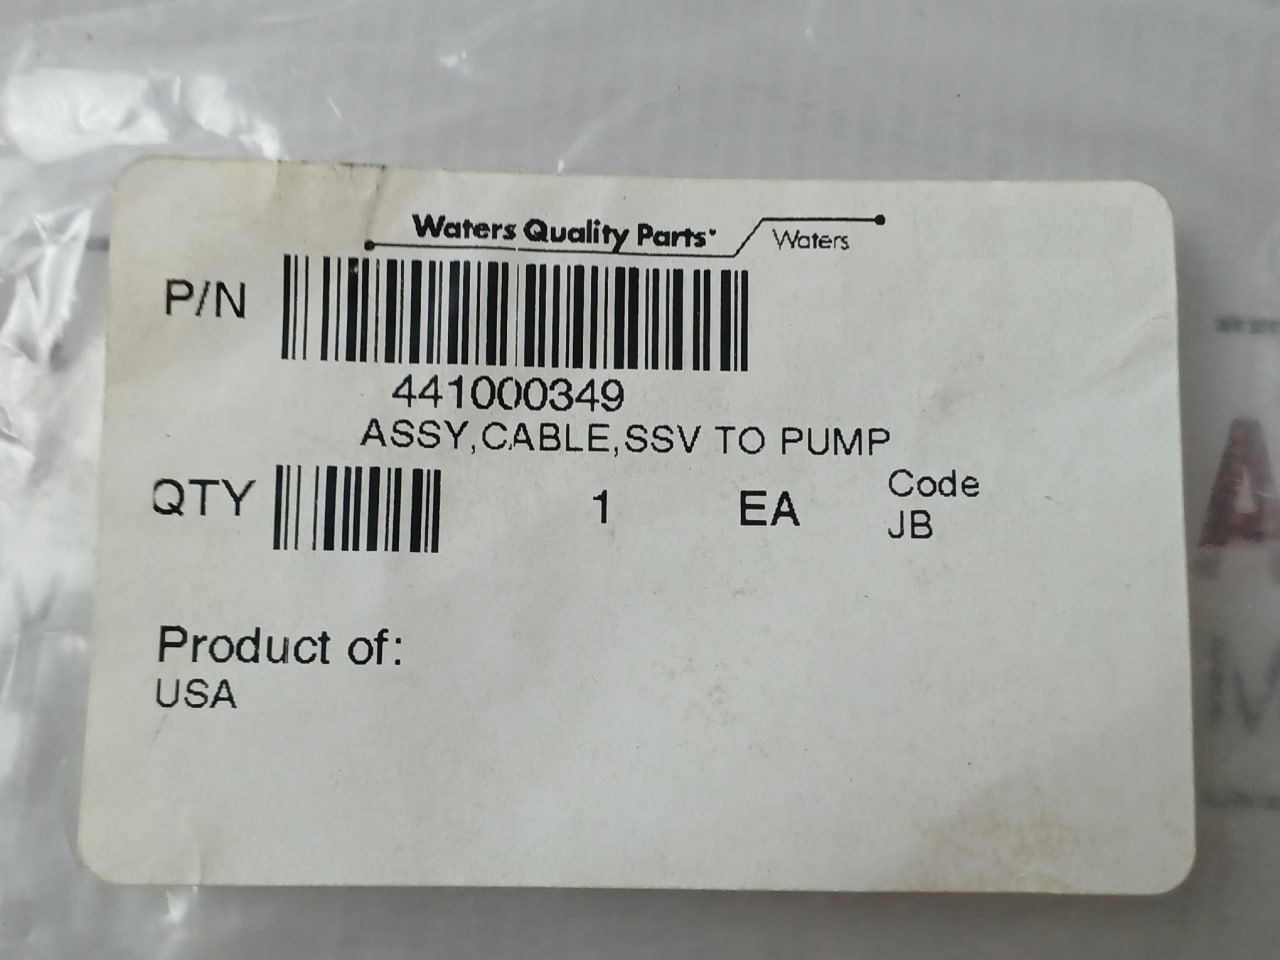 Waters Quality Parts
Waters
P/N
441000349
ASSY,CABLE,SSV TO PUMP
QTY 1 EA
Code
JB
Product of:
USA